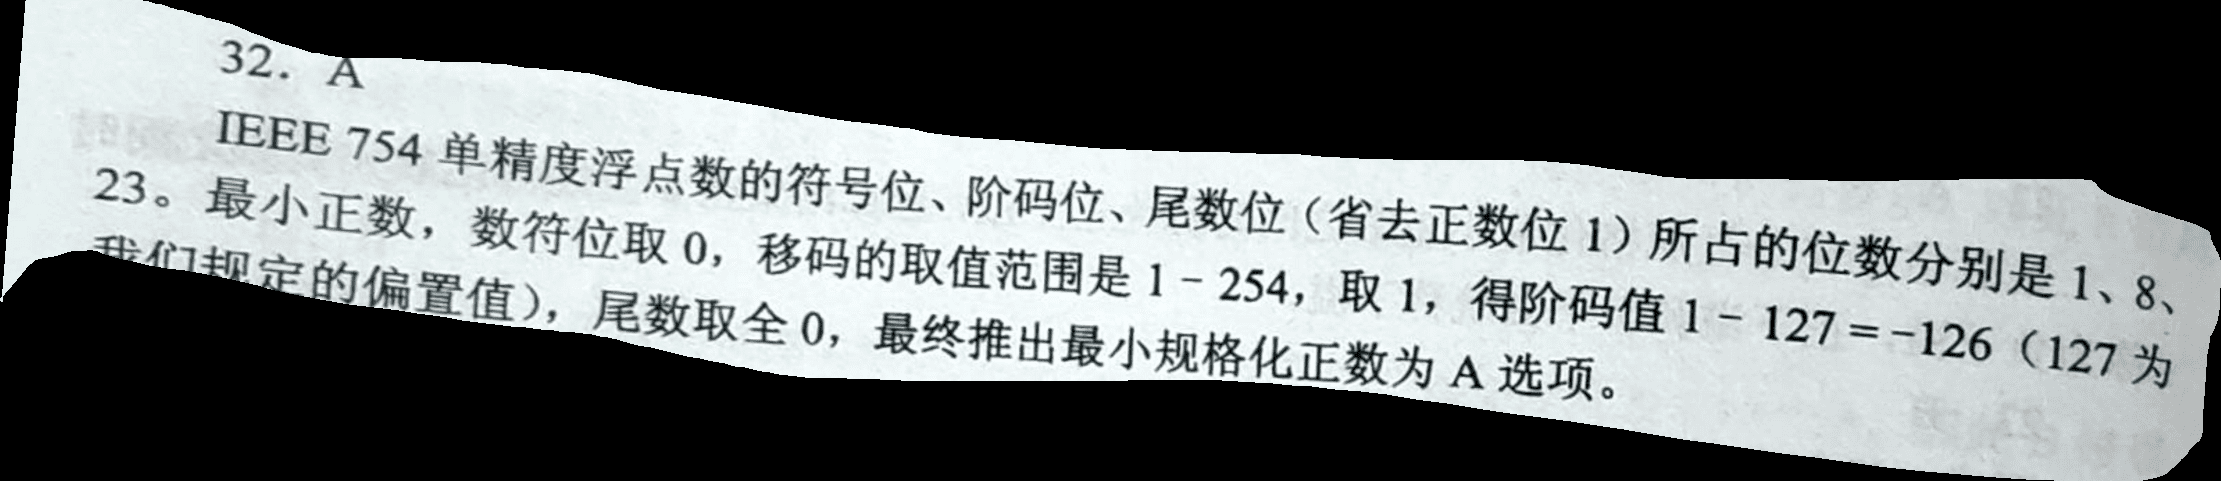 32. A
IEEE 754 单精度浮点数的符号位、阶码位、尾数位（省去正数位 1）所占的位数分别是 1、8、
23。最小正数，数符位取 0，移码的取值范围是 1－254，取 1，得阶码值 1－127＝－126（127 为
我们规定的偏置值），尾数取全 0，最终推出最小规格化正数为 A 选项。